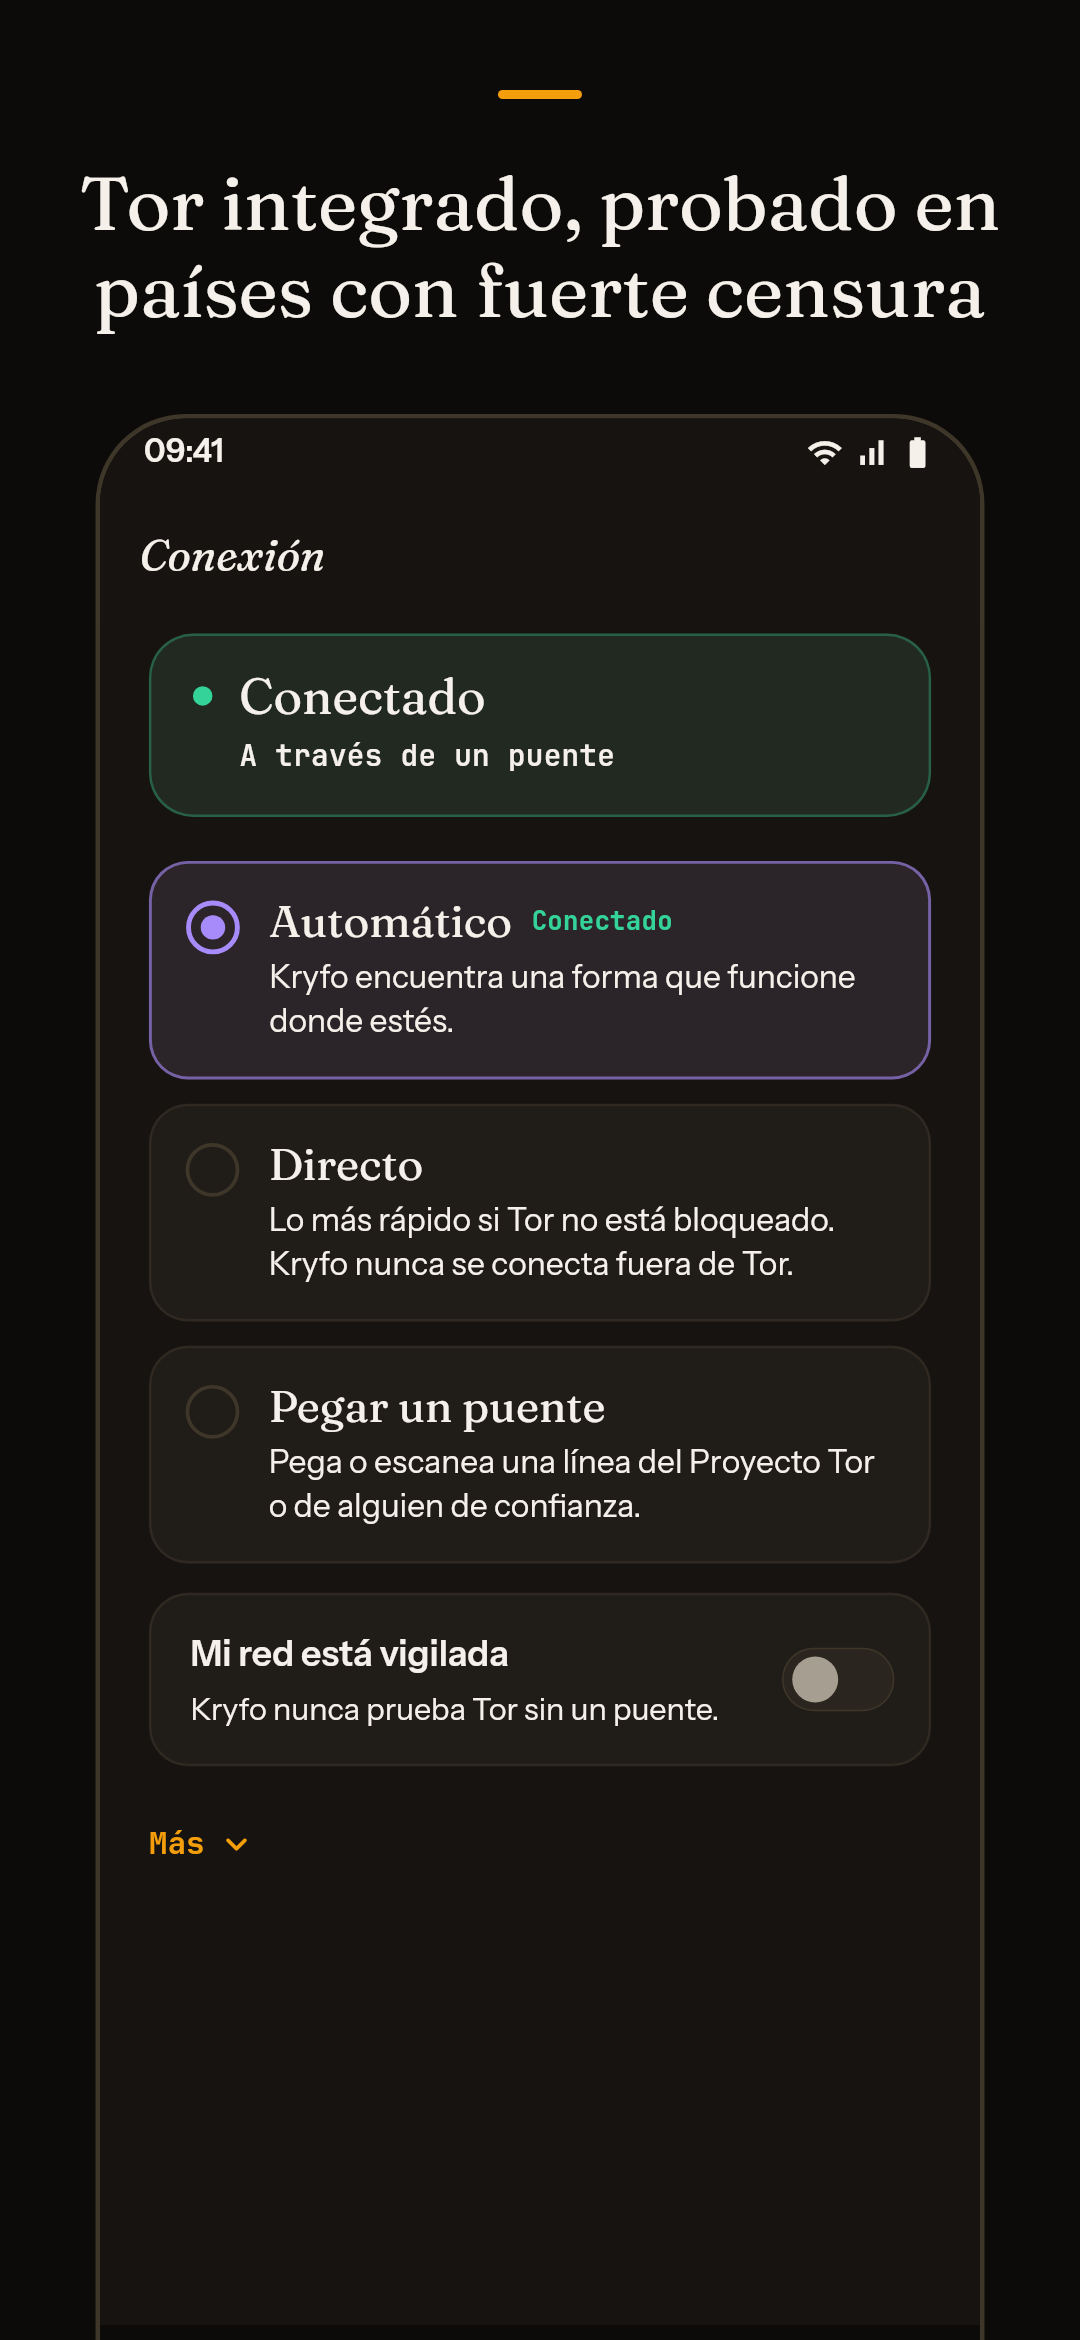 Tor integrado, probado en
países con fuerte censura
09:41
Conexión
Conectado
A través de un puente
Automático Conectado
Kryfo encuentra una forma que funcione
donde estés.
Directo
Lo más rápido si Tor no está bloqueado.
Kryfo nunca se conecta fuera de Tor.
Pegar un puente
Pega o escanea una línea del Proyecto Tor
o de alguien de confianza.
Mi red está vigilada
Kryfo nunca prueba Tor sin un puente.
Más